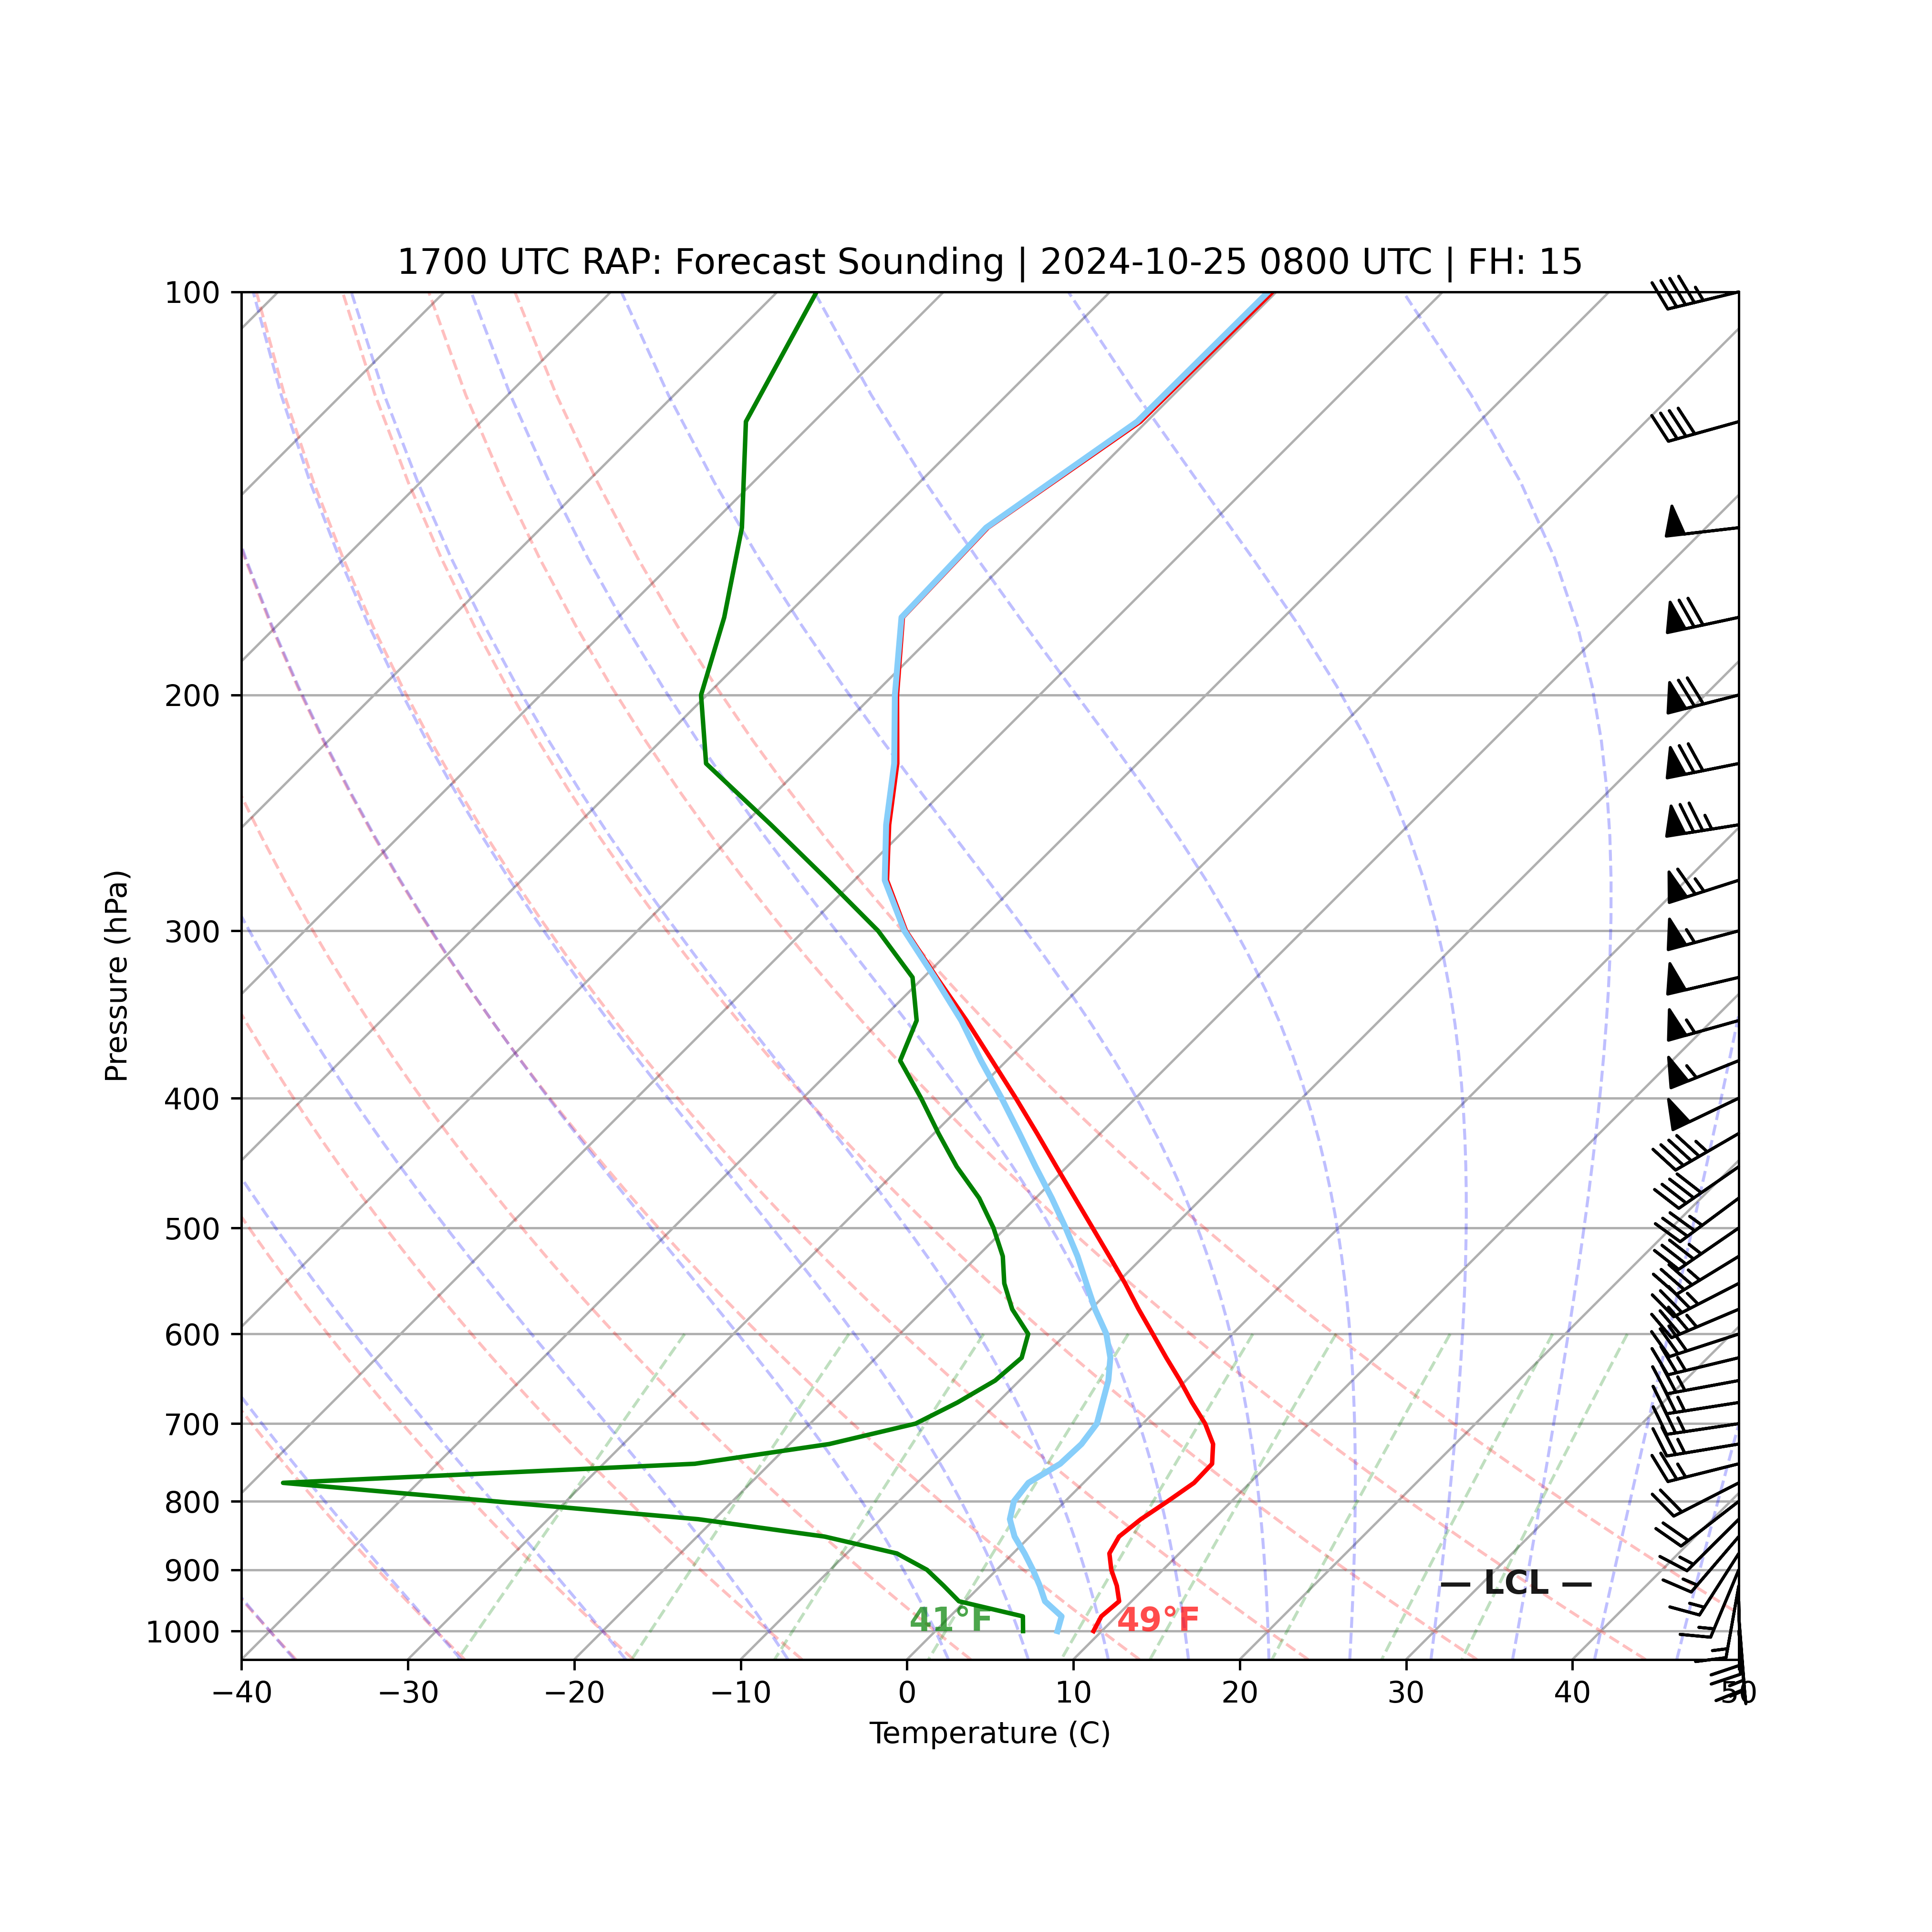 1700 UTC RAP: Forecast Sounding | 2024-10-25 0800 UTC | FH: 15
100
200
300
400
500
600
700
800
900
1000
Pressure (hPa)
— LCL —
41°F
49°F
−40 −30 −20 −10 0 10 20 30 40 50
Temperature (C)